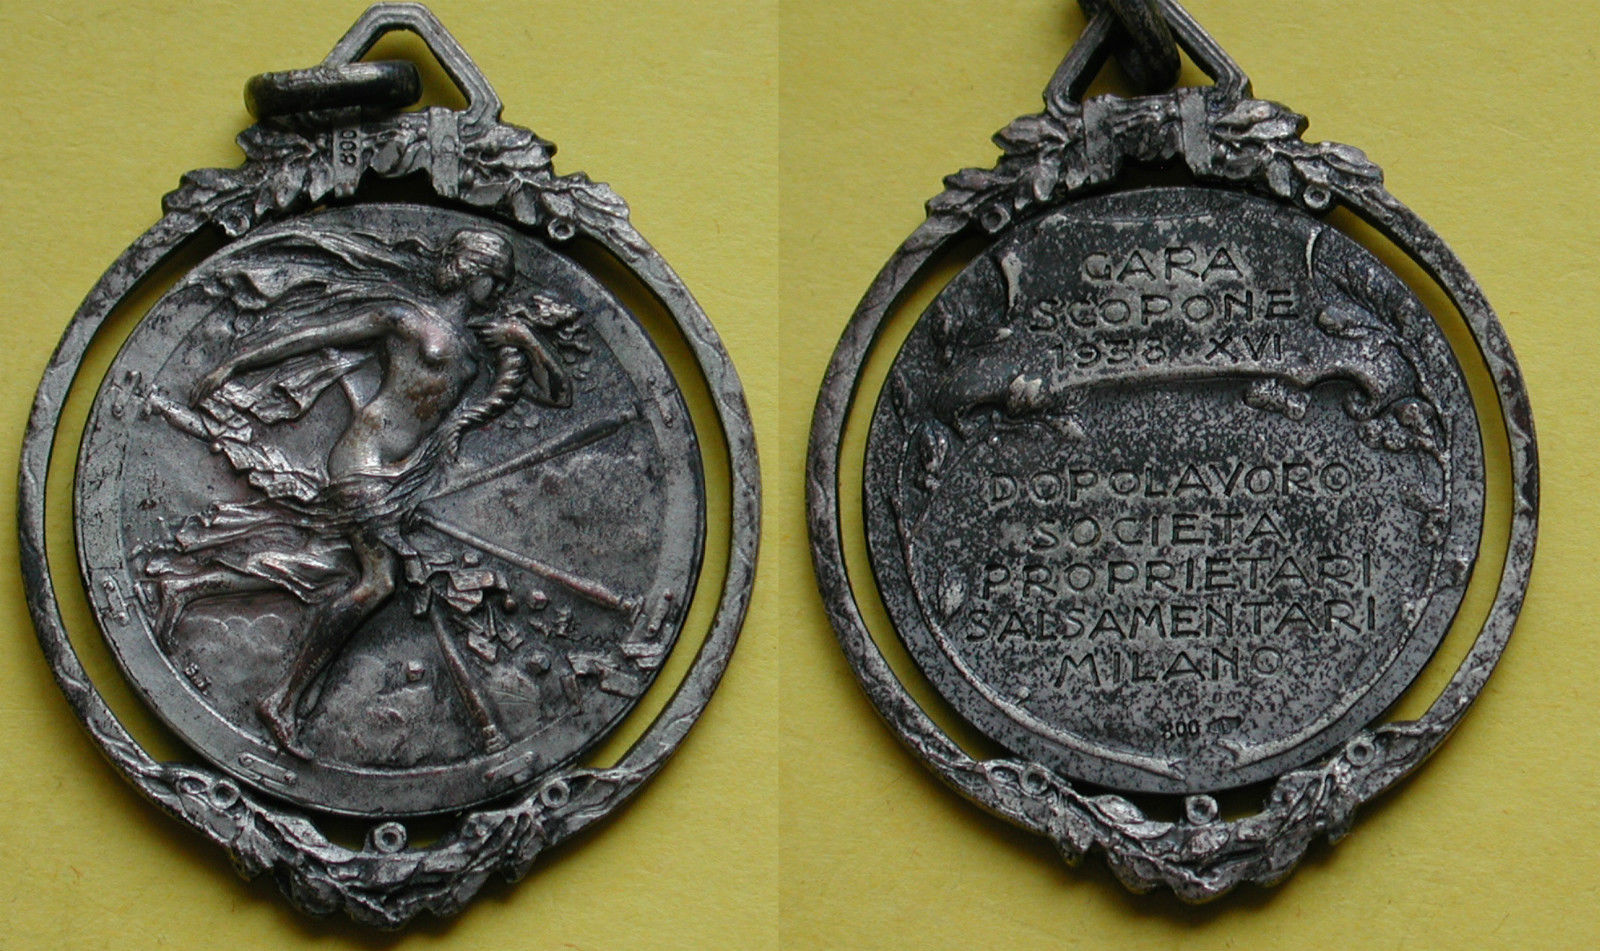 800
GARA
SCOPONE
1938 XVI
DOPOLAVORO
SOCIETA
PROPRIETARI
SALSAMENTARI
MILANO
800